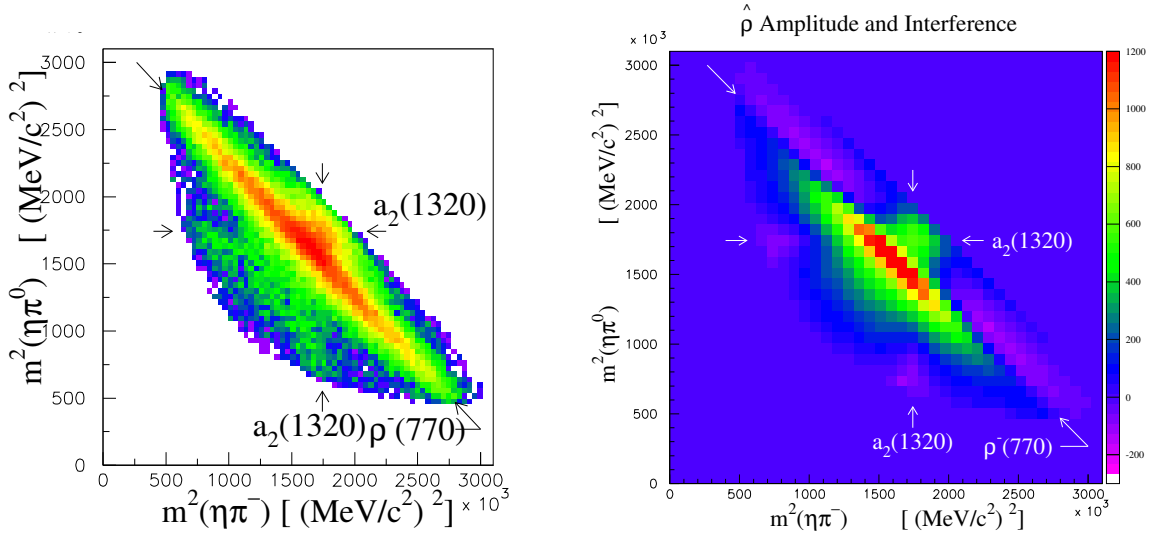 3000
2500
2000
1500
1000
500
0
m²(ηπ⁰) [ (MeV/c²) ²]
a₂(1320)
a₂(1320) ρ⁻(770)
0 500 1000 1500 2000 2500 3000
× 10³
m²(ηπ⁻) [ (MeV/c²) ²]
ρ̂ Amplitude and Interference
× 10³
3000
2500
2000
1500
1000
500
0
m²(ηπ⁰) [ (MeV/c²) ²]
a₂(1320)
a₂(1320)
ρ⁻(770)
0 500 1000 1500 2000 2500 3000
× 10³
m²(ηπ⁻) [ (MeV/c²) ²]
1200
1000
800
600
400
200
0
-200